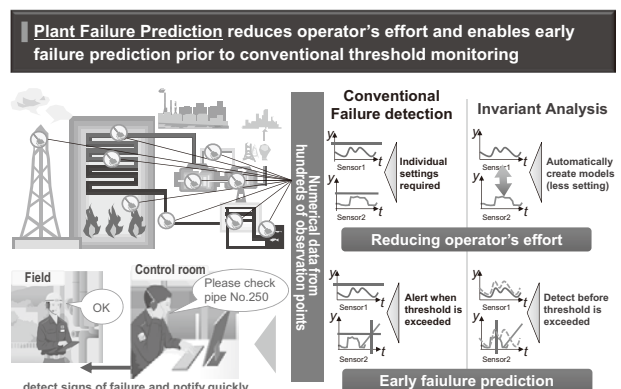 Plant Failure Prediction reduces operator's effort and enables early
failure prediction prior to conventional threshold monitoring
Numerical data from
hundreds of observation points
Conventional
Failure detection
Invariant Analysis
y
t
Sensor1
y
t
Sensor2
Individual
settings
required
y
t
Sensor1
y
t
Sensor2
Automatically
create models
(less setting)
Reducing operator's effort
Field
OK
Control room
Please check
pipe No.250
detect signs of failure and notify quickly
y
t
Sensor1
y
t
Sensor2
Alert when
threshold is
exceeded
y
t
Sensor1
y
t
Sensor2
Detect before
threshold is
exceeded
Early faiulre prediction